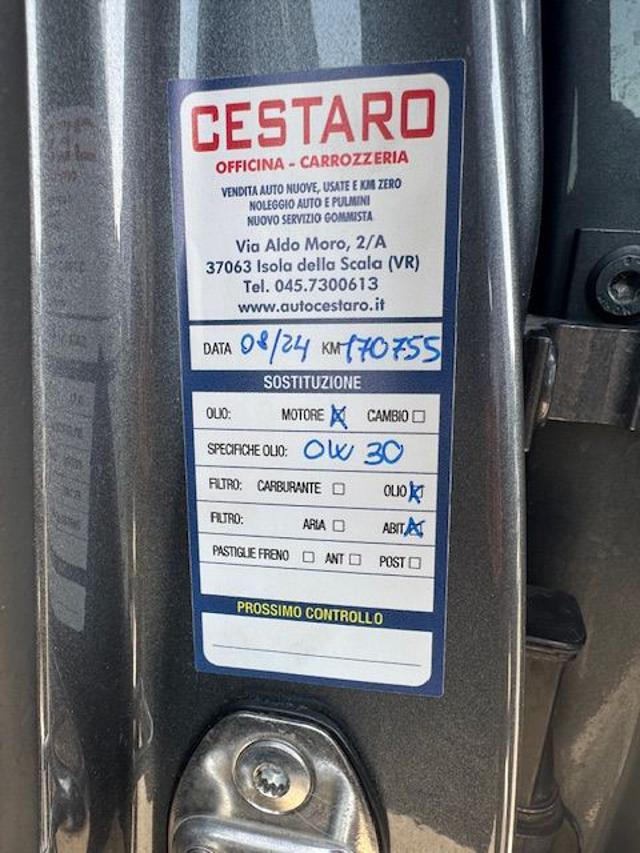 CESTARO
OFFICINA - CARROZZERIA
VENDITA AUTO NUOVE, USATE E KM ZERO
NOLEGGIO AUTO E PULMINI
NUOVO SERVIZIO GOMMISTA
Via Aldo Moro, 2/A
37063 Isola della Scala (VR)
Tel. 045.7300613
www.autocestaro.it
DATA 08/24 KM 170755
SOSTITUZIONE
OLIO: MOTORE ☒ CAMBIO ☐
SPECIFICHE OLIO: 0W 30
FILTRO: CARBURANTE ☐ OLIO ☒
FILTRO: ARIA ☐ ABIT. ☒
PASTIGLIE FRENO ☐ ANT ☐ POST ☐
PROSSIMO CONTROLLO